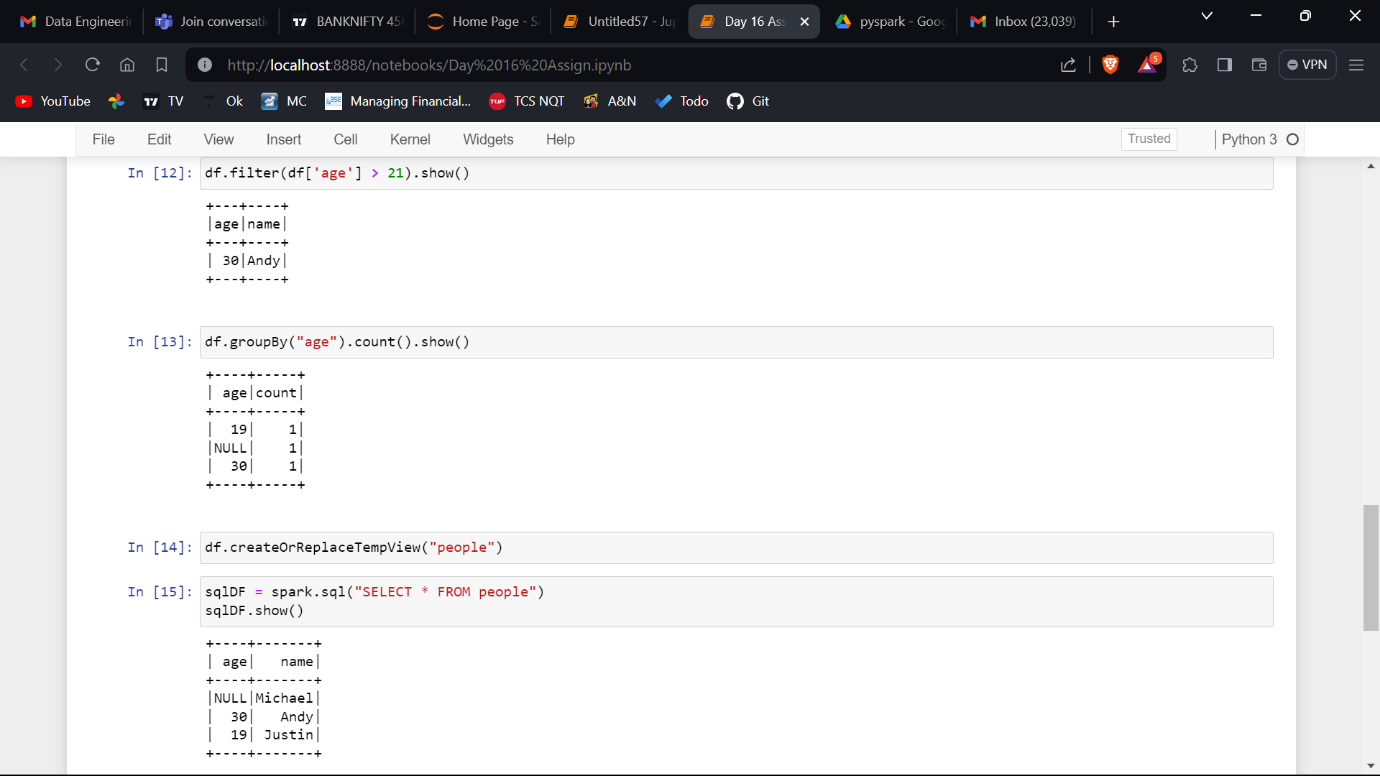 Data Engineerin
Join conversatio
BANKNIFTY 450
Home Page - Se
Untitled57 - Jup
Day 16 Ass
pyspark - Goog
Inbox (23,039)
http://localhost:8888/notebooks/Day%2016%20Assign.ipynb
5
VPN
YouTube
TV
Ok
MC
Managing Financial...
TCS NQT
A&N
Todo
Git
File Edit View Insert Cell Kernel Widgets Help
Trusted
Python 3
In [12]: df.filter(df['age'] > 21).show()
+---+----+
|age|name|
+---+----+
| 30|Andy|
+---+----+
In [13]: df.groupBy("age").count().show()
+----+-----+
| age|count|
+----+-----+
|  19|    1|
|NULL|    1|
|  30|    1|
+----+-----+
In [14]: df.createOrReplaceTempView("people")
In [15]: sqlDF = spark.sql("SELECT * FROM people")
sqlDF.show()
+----+-------+
| age|   name|
+----+-------+
|NULL|Michael|
|  30|   Andy|
|  19| Justin|
+----+-------+